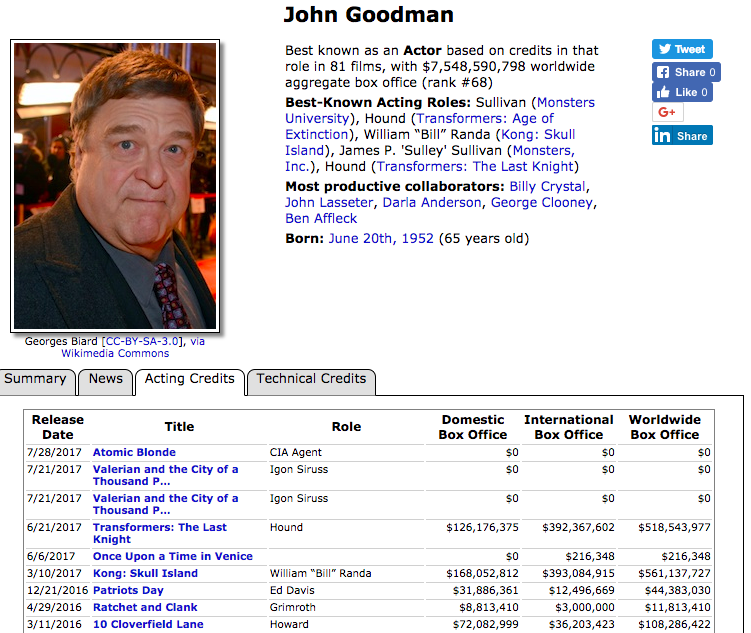 John Goodman
Best known as an Actor based on credits in that
role in 81 films, with $7,548,590,798 worldwide
aggregate box office (rank #68)
Best-Known Acting Roles: Sullivan (Monsters
University), Hound (Transformers: Age of
Extinction), William “Bill” Randa (Kong: Skull
Island), James P. 'Sulley' Sullivan (Monsters,
Inc.), Hound (Transformers: The Last Knight)
Most productive collaborators: Billy Crystal,
John Lasseter, Darla Anderson, George Clooney,
Ben Affleck
Born: June 20th, 1952 (65 years old)
Tweet
Share 0
Like 0
G+
in Share
Georges Biard [CC-BY-SA-3.0], via
Wikimedia Commons
Summary News Acting Credits Technical Credits
Release Date Title Role Domestic Box Office International Box Office Worldwide Box Office
7/28/2017 Atomic Blonde CIA Agent $0 $0 $0
7/21/2017 Valerian and the City of a Thousand P... Igon Siruss $0 $0 $0
7/21/2017 Valerian and the City of a Thousand P... Igon Siruss $0 $0 $0
6/21/2017 Transformers: The Last Knight Hound $126,176,375 $392,367,602 $518,543,977
6/6/2017 Once Upon a Time in Venice $0 $216,348 $216,348
3/10/2017 Kong: Skull Island William “Bill” Randa $168,052,812 $393,084,915 $561,137,727
12/21/2016 Patriots Day Ed Davis $31,886,361 $12,496,669 $44,383,030
4/29/2016 Ratchet and Clank Grimroth $8,813,410 $3,000,000 $11,813,410
3/11/2016 10 Cloverfield Lane Howard $72,082,999 $36,203,423 $108,286,422